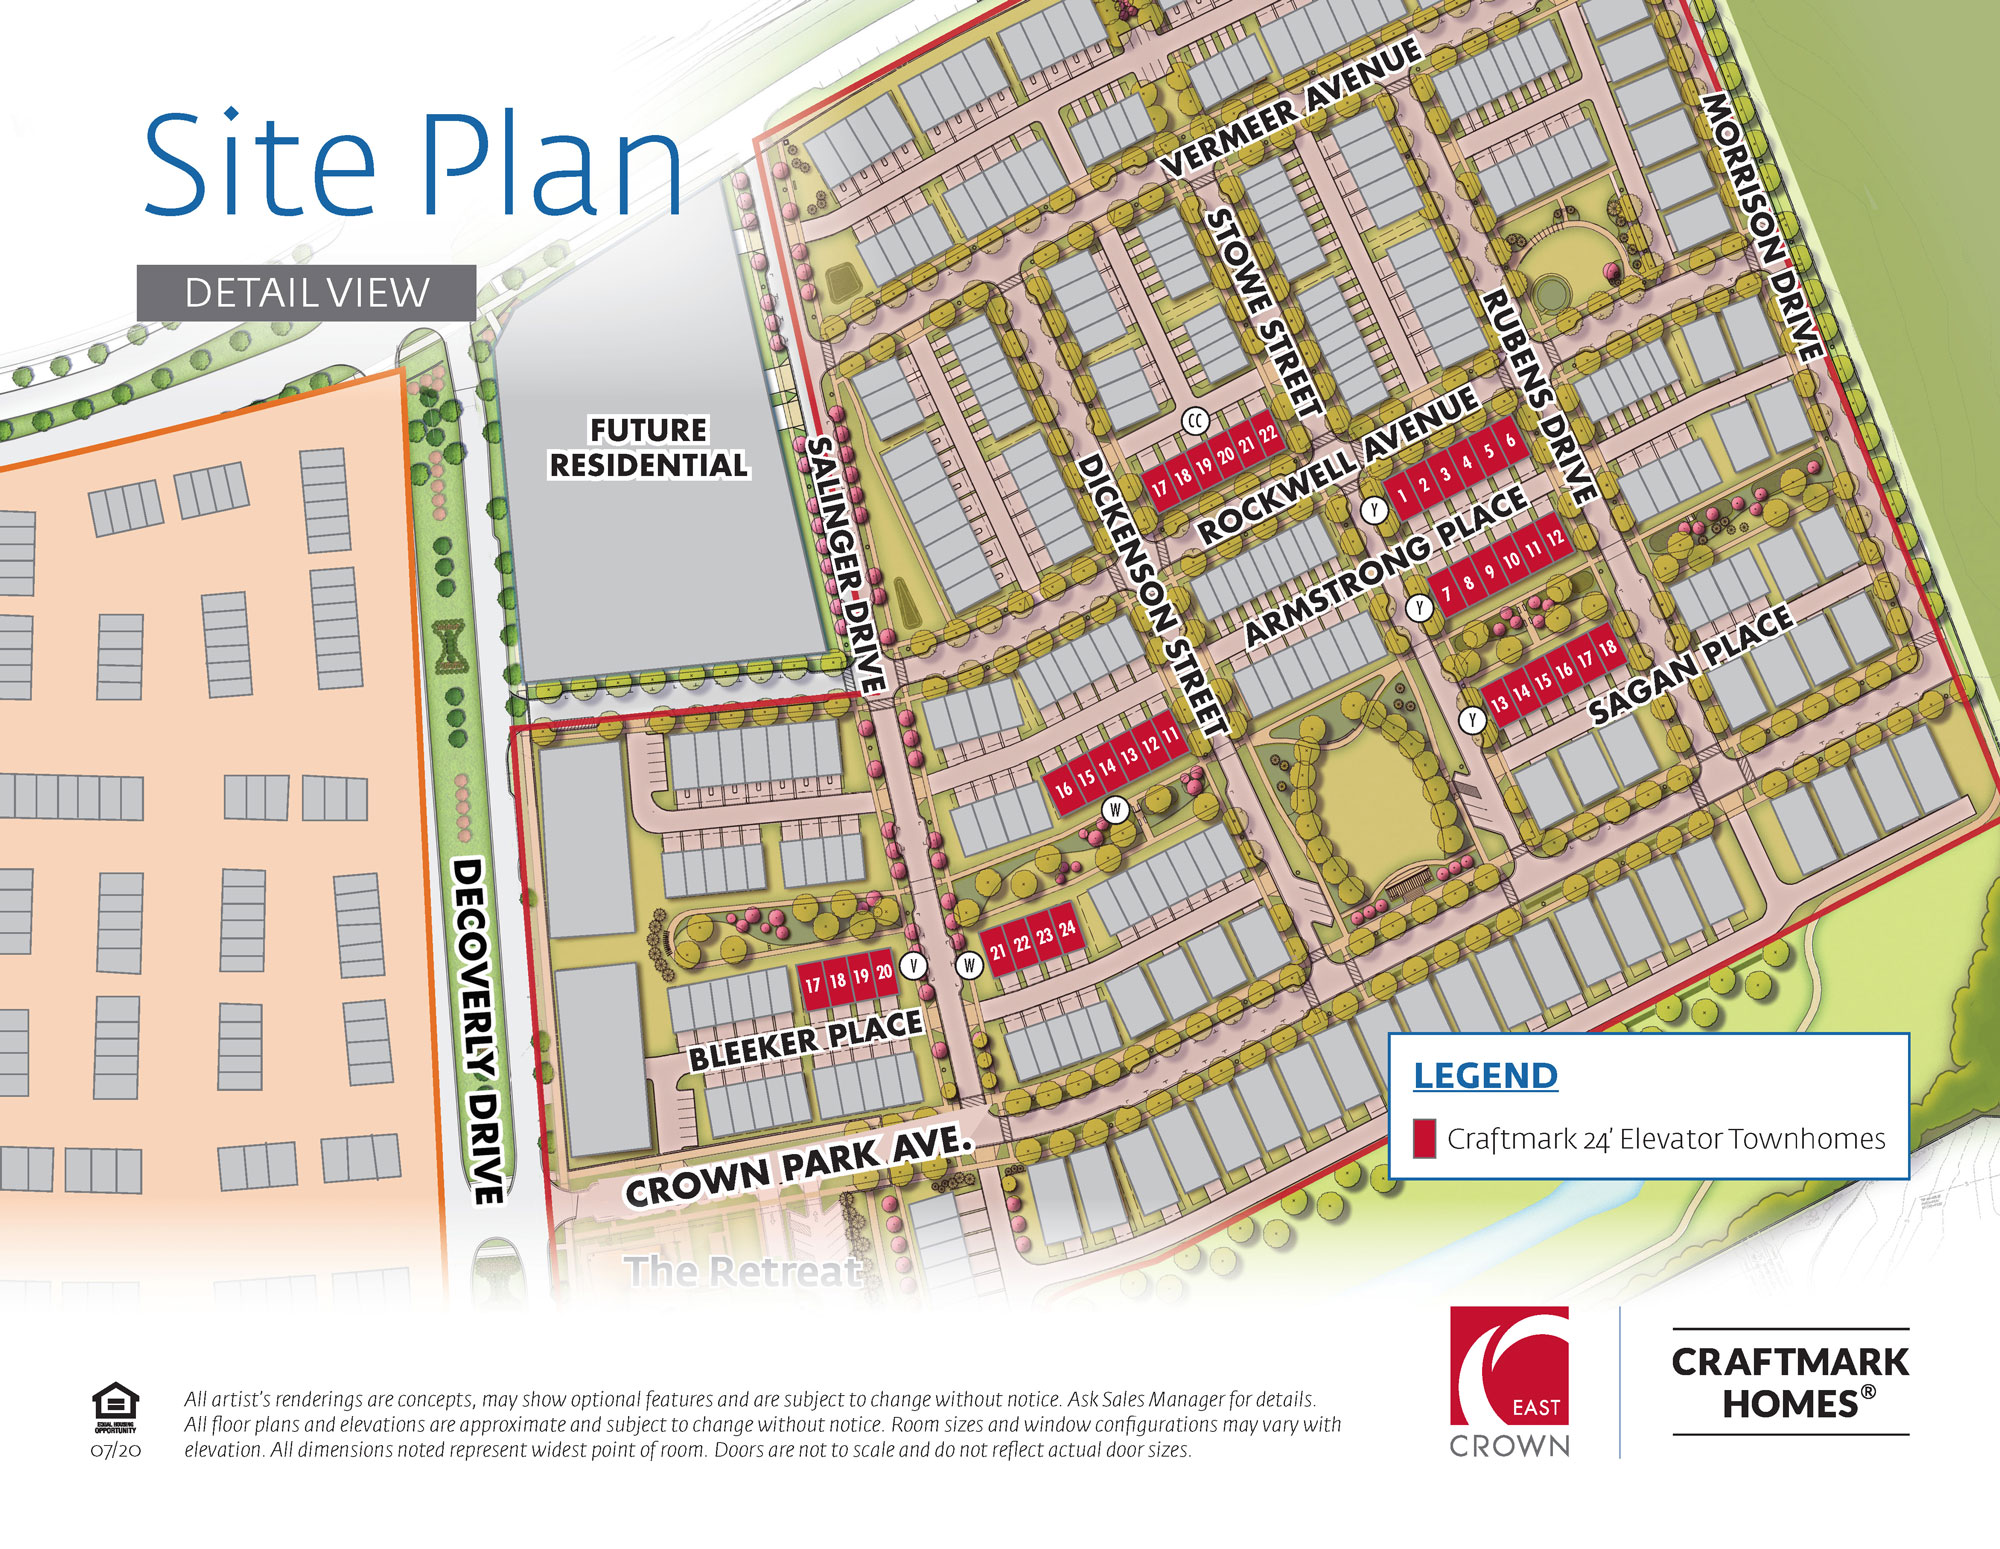 Site Plan
DETAIL VIEW
VERMEER AVENUE
MORRISON DRIVE
STOWE STREET
RUBENS DRIVE
FUTURE
RESIDENTIAL
SALINGER DRIVE
CC
17 18 19 20 21 22
ROCKWELL AVENUE
DICKENSON STREET
Y
1 2 3 4 5 6
ARMSTRONG PLACE
Y
7 8 9 10 11 12
Y
13 14 15 16 17 18
SAGAN PLACE
16 15 14 13 12 11
W
DECOVERLY DRIVE
17 18 19 20
V
W
21 22 23 24
BLEEKER PLACE
CROWN PARK AVE.
The Retreat
LEGEND
Craftmark 24’ Elevator Townhomes
EAST
CROWN
CRAFTMARK
HOMES®
EQUAL HOUSING
OPPORTUNITY
07/20
All artist’s renderings are concepts, may show optional features and are subject to change without notice. Ask Sales Manager for details.
All floor plans and elevations are approximate and subject to change without notice. Room sizes and window configurations may vary with
elevation. All dimensions noted represent widest point of room. Doors are not to scale and do not reflect actual door sizes.